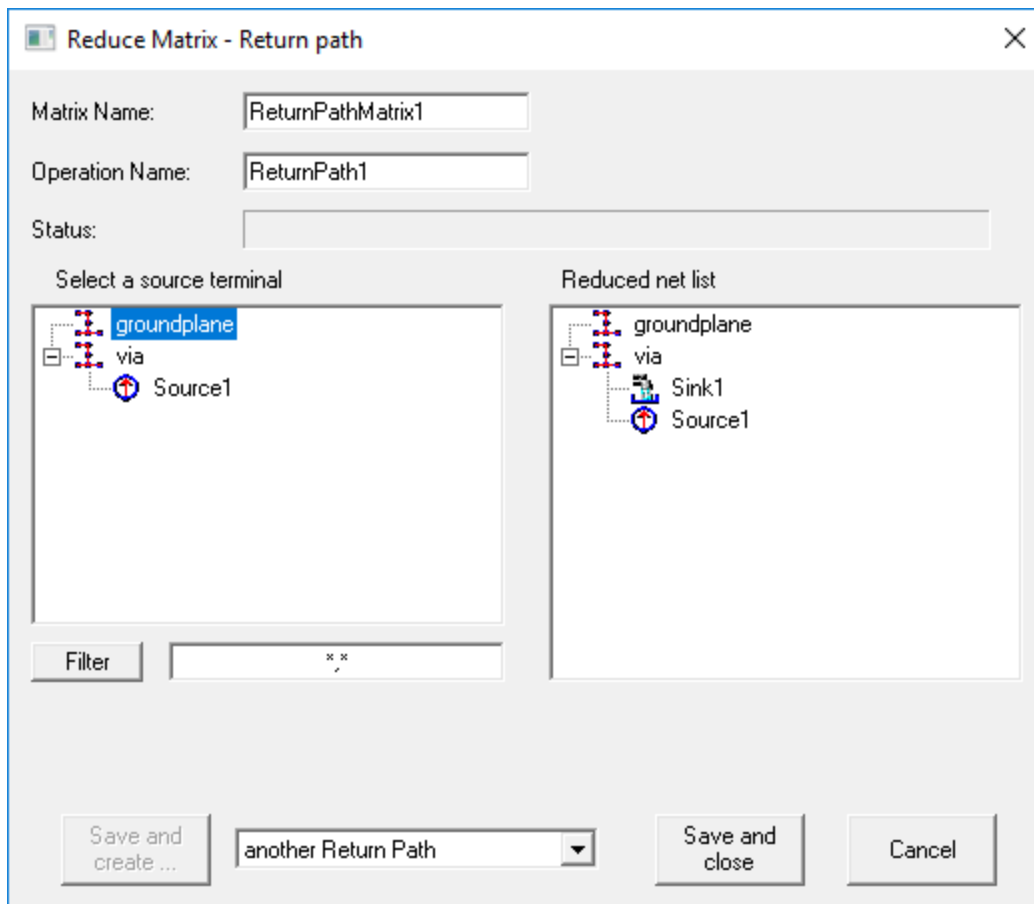 Reduce Matrix - Return path
Matrix Name: ReturnPathMatrix1
Operation Name: ReturnPath1
Status:
Select a source terminal
groundplane
via
Source1
Filter *,*
Reduced net list
groundplane
via
Sink1
Source1
Save and
create ...
another Return Path
Save and
close
Cancel